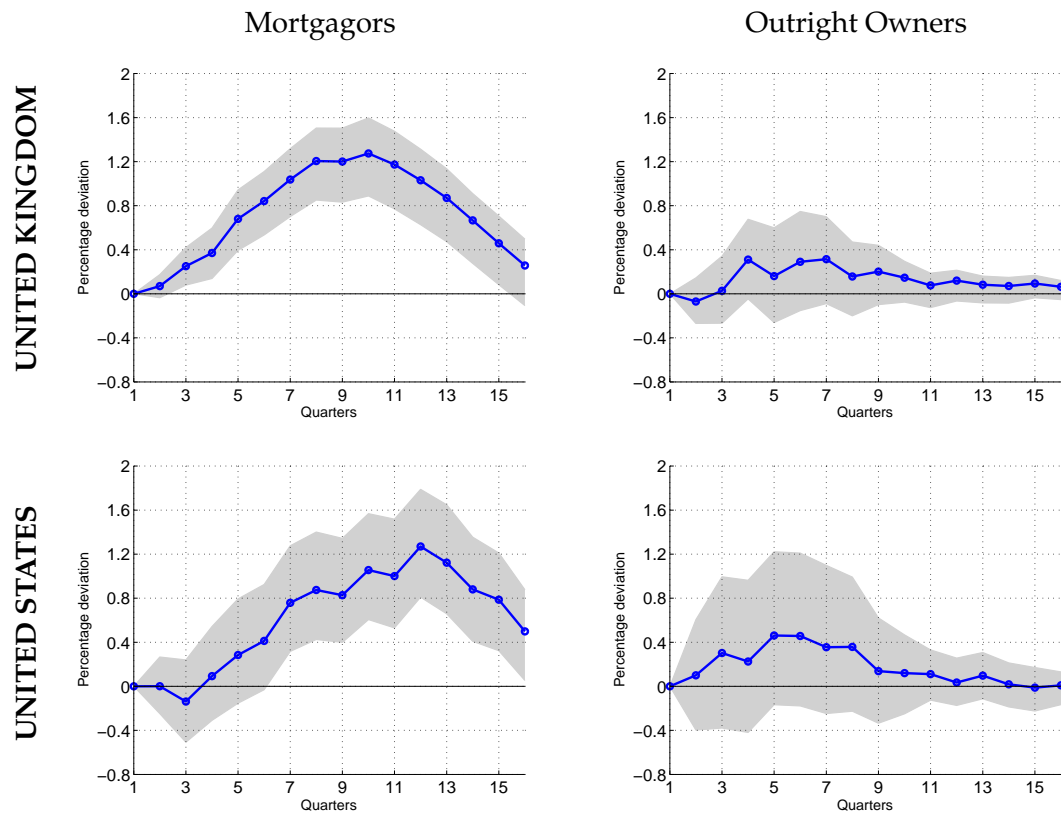 Mortgagors
Outright Owners
UNITED KINGDOM
Percentage deviation
2
1.6
1.2
0.8
0.4
0
−0.4
−0.8
1 3 5 7 9 11 13 15
Quarters
Percentage deviation
2
1.6
1.2
0.8
0.4
0
−0.4
−0.8
1 3 5 7 9 11 13 15
Quarters
UNITED STATES
Percentage deviation
2
1.6
1.2
0.8
0.4
0
−0.4
−0.8
1 3 5 7 9 11 13 15
Quarters
Percentage deviation
2
1.6
1.2
0.8
0.4
0
−0.4
−0.8
1 3 5 7 9 11 13 15
Quarters